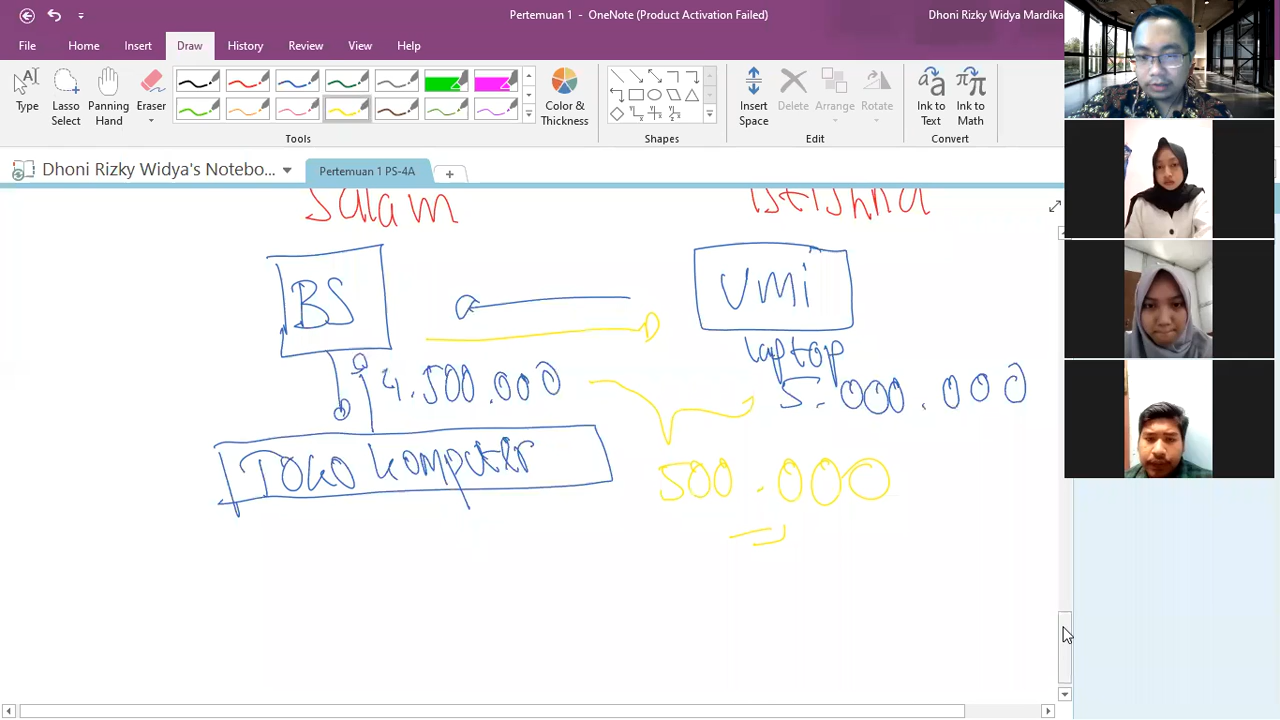 Pertemuan 1 - OneNote (Product Activation Failed)
Dhoni Rizky Widya Mardika
File Home Insert Draw History Review View Help
Type
Lasso Select
Panning Hand
Eraser
Color & Thickness
Insert Space
Delete
Arrange
Rotate
Ink to Text
Ink to Math
Tools
Shapes
Edit
Convert
Dhoni Rizky Widya's Notebo...
Pertemuan 1 PS-4A
Salam
Istishna
BS
UMi
laptop
4.500.000
5.000.000
Toko Komputer
500.000